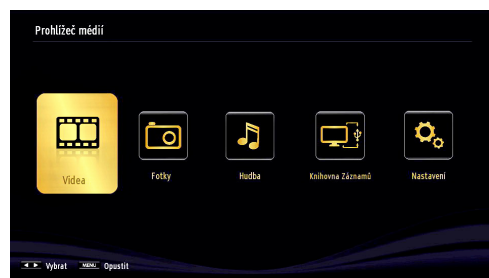 Prohlížeč médií
Videa Fotky Hudba Knihovna Záznamů Nastavení
Vybrat MENU Opustit